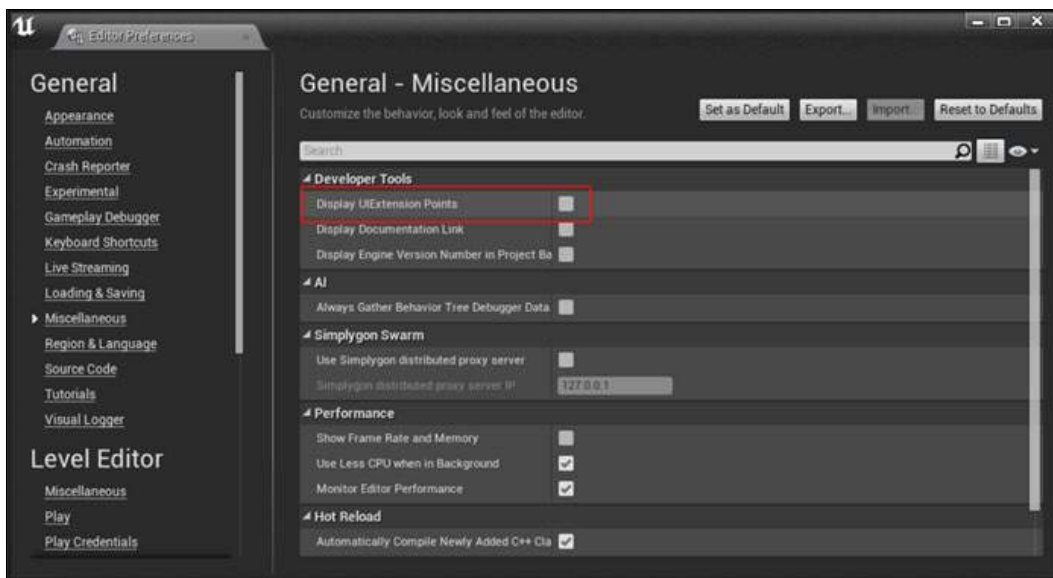 Editor Preferences
General
Appearance
Automation
Crash Reporter
Experimental
Gameplay Debugger
Keyboard Shortcuts
Live Streaming
Loading & Saving
Miscellaneous
Region & Language
Source Code
Tutorials
Visual Logger
Level Editor
Miscellaneous
Play
Play Credentials
General - Miscellaneous
Customize the behavior, look and feel of the editor.
Set as Default Export... Import... Reset to Defaults
Search
Developer Tools
Display UIExtension Points
Display Documentation Link
Display Engine Version Number in Project Ba
AI
Always Gather Behavior Tree Debugger Data
Simplygon Swarm
Use Simplygon distributed proxy server
Simplygon distributed proxy server IP 127.0.0.1
Performance
Show Frame Rate and Memory
Use Less CPU when in Background
Monitor Editor Performance
Hot Reload
Automatically Compile Newly Added C++ Cla